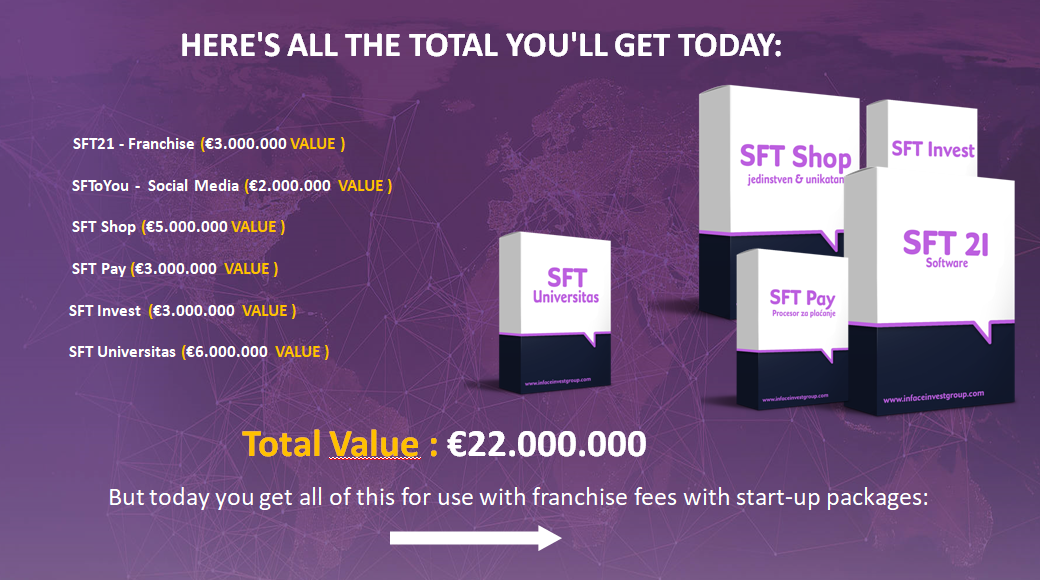 HERE'S ALL THE TOTAL YOU'LL GET TODAY:
SFT21 - Franchise (€3.000.000 VALUE )
SFToYou - Social Media (€2.000.000 VALUE )
SFT Shop (€5.000.000 VALUE )
SFT Pay (€3.000.000 VALUE )
SFT Invest (€3.000.000 VALUE )
SFT Universitas (€6.000.000 VALUE )
SFT
Universitas
www.infoceinvestgroup.com
SFT Shop
jedinstven & unikatan
SFT Invest
SFT Pay
Procesor za plaćanje
www.infoceinvestgroup.com
SFT 21
Software
www.infoceinvestgroup.com
Total Value : €22.000.000
But today you get all of this for use with franchise fees with start-up packages: